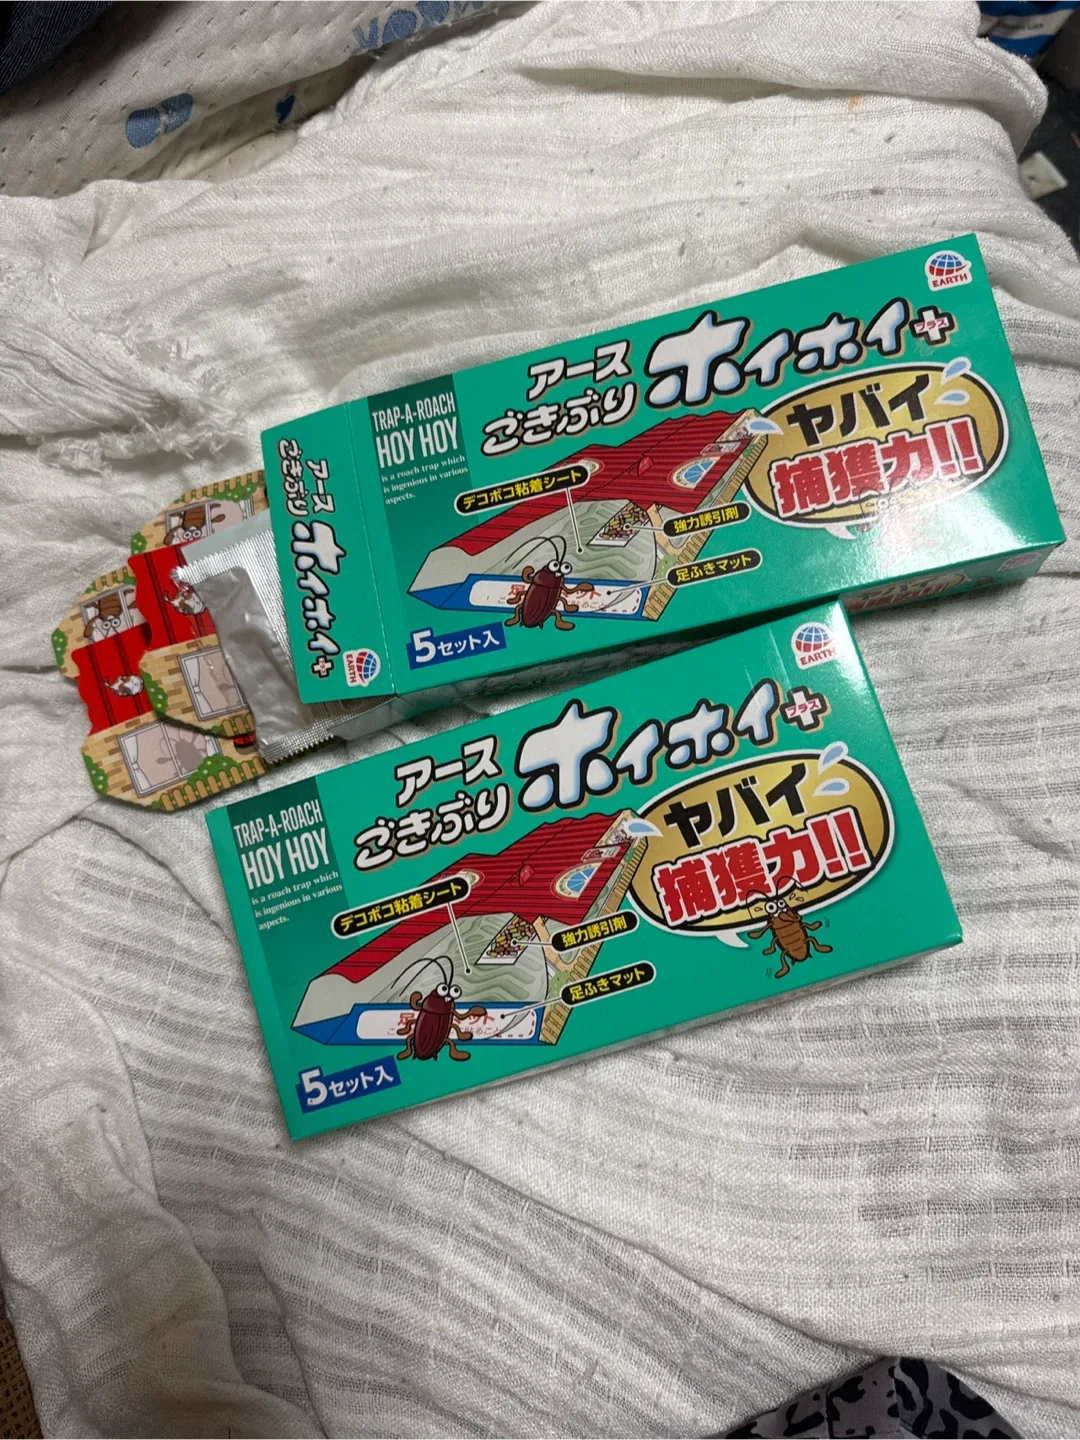 EARTH
アース
ごきぶり
ホイホイ+
プラス
TRAP-A-ROACH
HOY HOY
is a roach trap which
is ingenious in various
aspects.
ヤバイ
捕獲力!!
デコボコ粘着シート
強力誘引剤
足ふきマット
5セット入
アース
ごきぶり
ホイホイ+
EARTH
EARTH
アース
ごきぶり
ホイホイ+
プラス
TRAP-A-ROACH
HOY HOY
is a roach trap which
is ingenious in various
aspects.
ヤバイ
捕獲力!!
デコボコ粘着シート
強力誘引剤
足ふきマット
5セット入